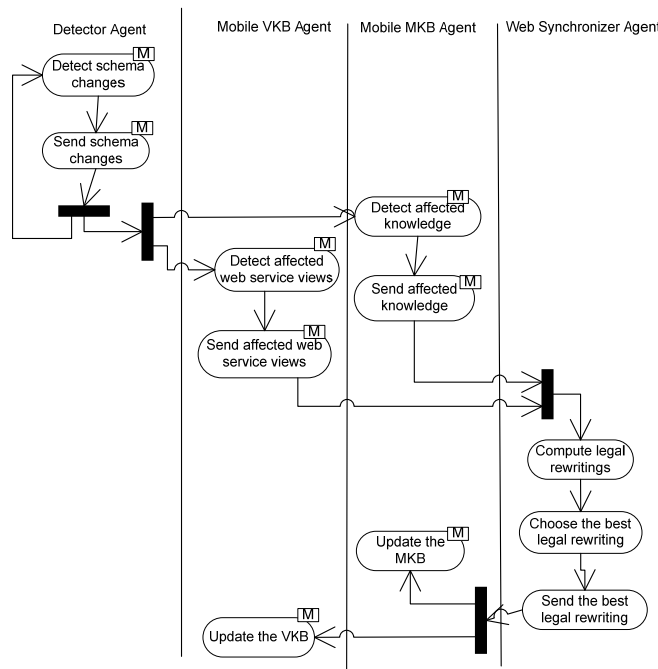 Detector Agent
Mobile VKB Agent
Mobile MKB Agent
Web Synchronizer Agent
M
Detect schema
changes
M
Send schema
changes
M
Detect affected
knowledge
M
Detect affected
web service views
M
Send affected
knowledge
M
Send affected web
service views
Compute legal
rewritings
Choose the best
legal rewriting
M
Update the
MKB
Send the best
legal rewriting
M
Update the VKB